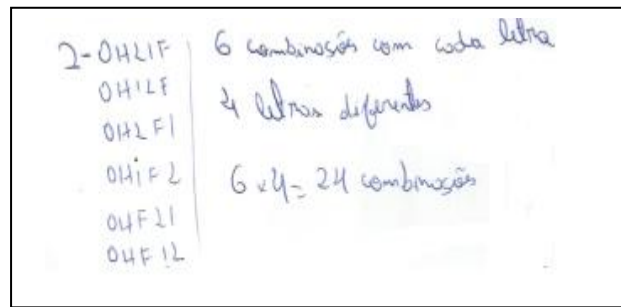 2- OHLIF
OHILF
OHLFI
OHiFL
OHFLI
OHFIL
6 combinações com cada letra
4 letras diferentes
6 x 4 = 24 combinações